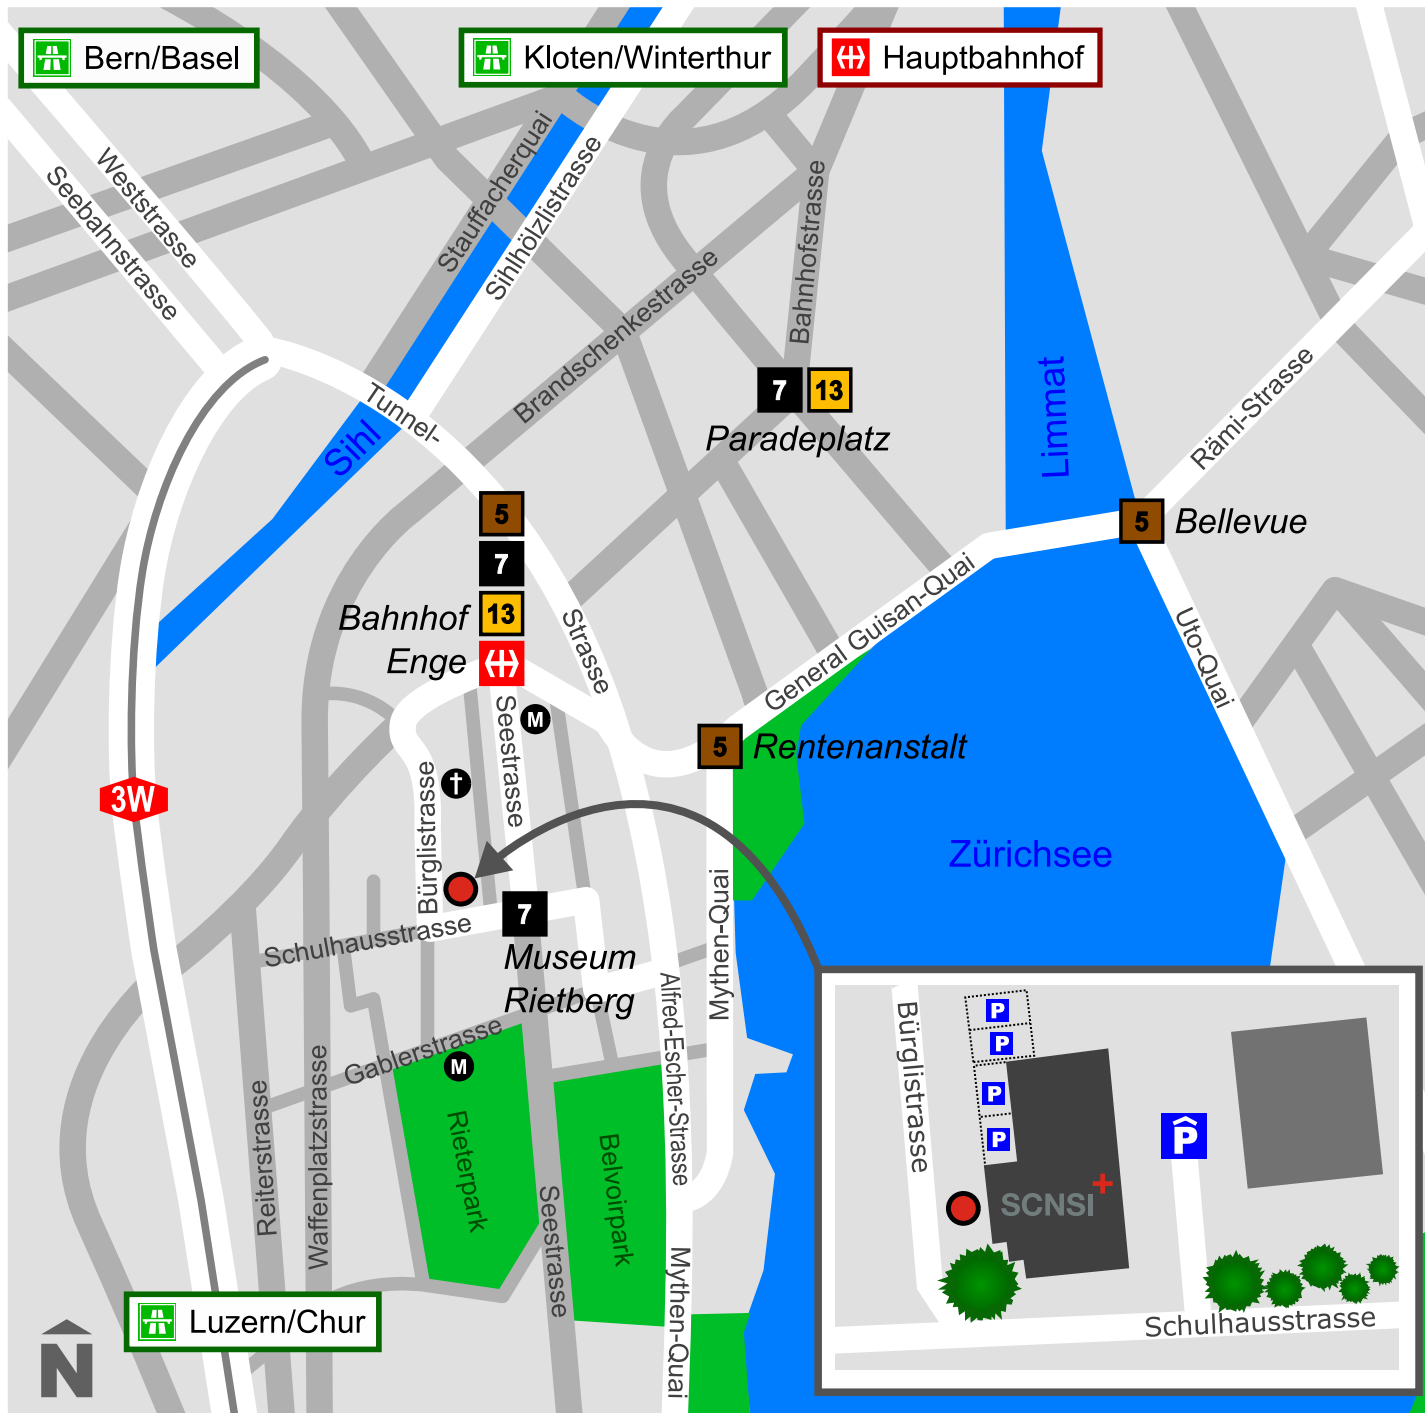 Bern/Basel
Kloten/Winterthur
Hauptbahnhof
Weststrasse
Seebahnstrasse
Stauffacherquai
Sihlhölzlistrasse
Brandschenkestrasse
Bahnhofstrasse
7
13
Paradeplatz
Limmat
Rämi-Strasse
Tunnel-
Sihl
5
7
13
Bahnhof
Enge
Strasse
5
Bellevue
General Guisan-Quai
Uto-Quai
Seestrasse
M
5
Rentenanstalt
3W
Bürglistrasse
Zürichsee
Schulhausstrasse
7
Museum
Rietberg
Mythen-Quai
Alfred-Escher-Strasse
Gablerstrasse
M
Rieterpark
Belvoirpark
Reiterstrasse
Waffenplatzstrasse
Seestrasse
Mythen-Quai
Luzern/Chur
N
Bürglistrasse
P
P
P
P
P
SCNSI
Schulhausstrasse